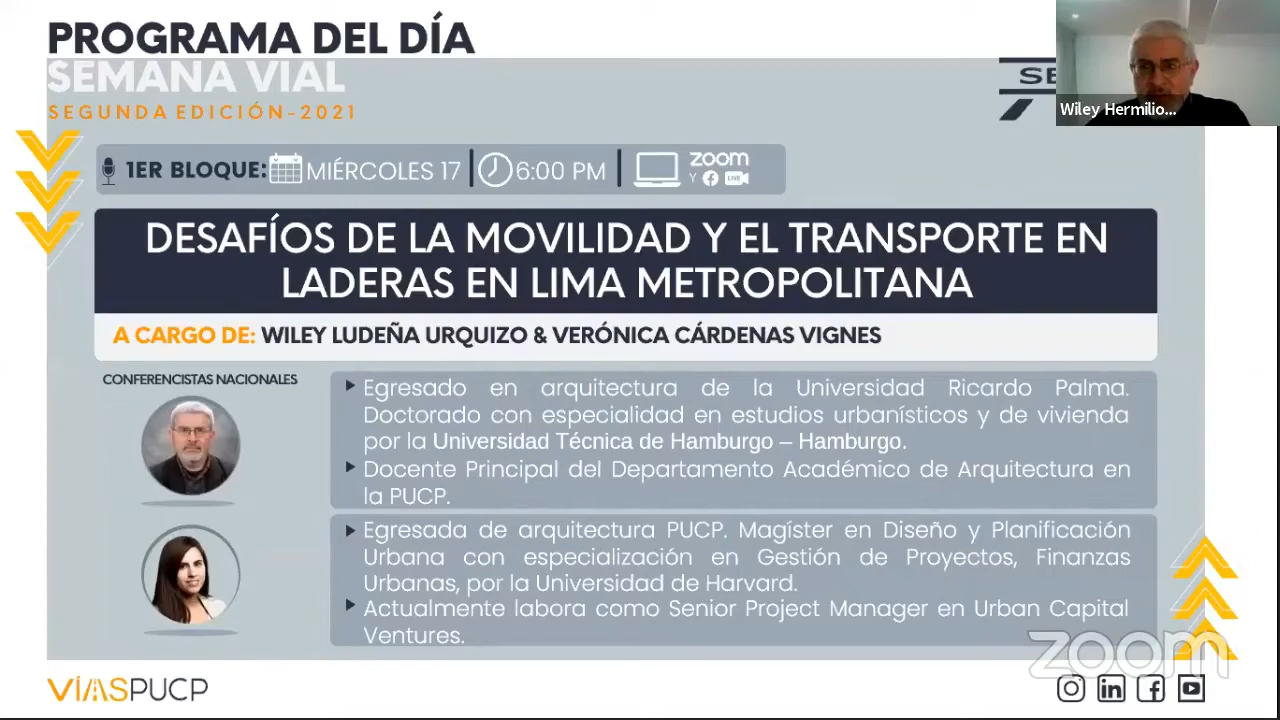 PROGRAMA DEL DÍA
SEMANA VIAL
SEGUNDA EDICIÓN-2021
SE
Wiley Hermilio...
1ER BLOQUE: MIÉRCOLES 17 6:00 PM zoom
Y LIVE
DESAFÍOS DE LA MOVILIDAD Y EL TRANSPORTE EN
LADERAS EN LIMA METROPOLITANA
A CARGO DE: WILEY LUDEÑA URQUIZO & VERÓNICA CÁRDENAS VIGNES
CONFERENCISTAS NACIONALES
Egresado en arquitectura de la Universidad Ricardo Palma.
Doctorado con especialidad en estudios urbanísticos y de vivienda
por la Universidad Técnica de Hamburgo – Hamburgo.
Docente Principal del Departamento Académico de Arquitectura en
la PUCP.
Egresada de arquitectura PUCP. Magíster en Diseño y Planificación
Urbana con especialización en Gestión de Proyectos, Finanzas
Urbanas, por la Universidad de Harvard.
Actualmente labora como Senior Project Manager en Urban Capital
Ventures.
zoom
VIASPUCP